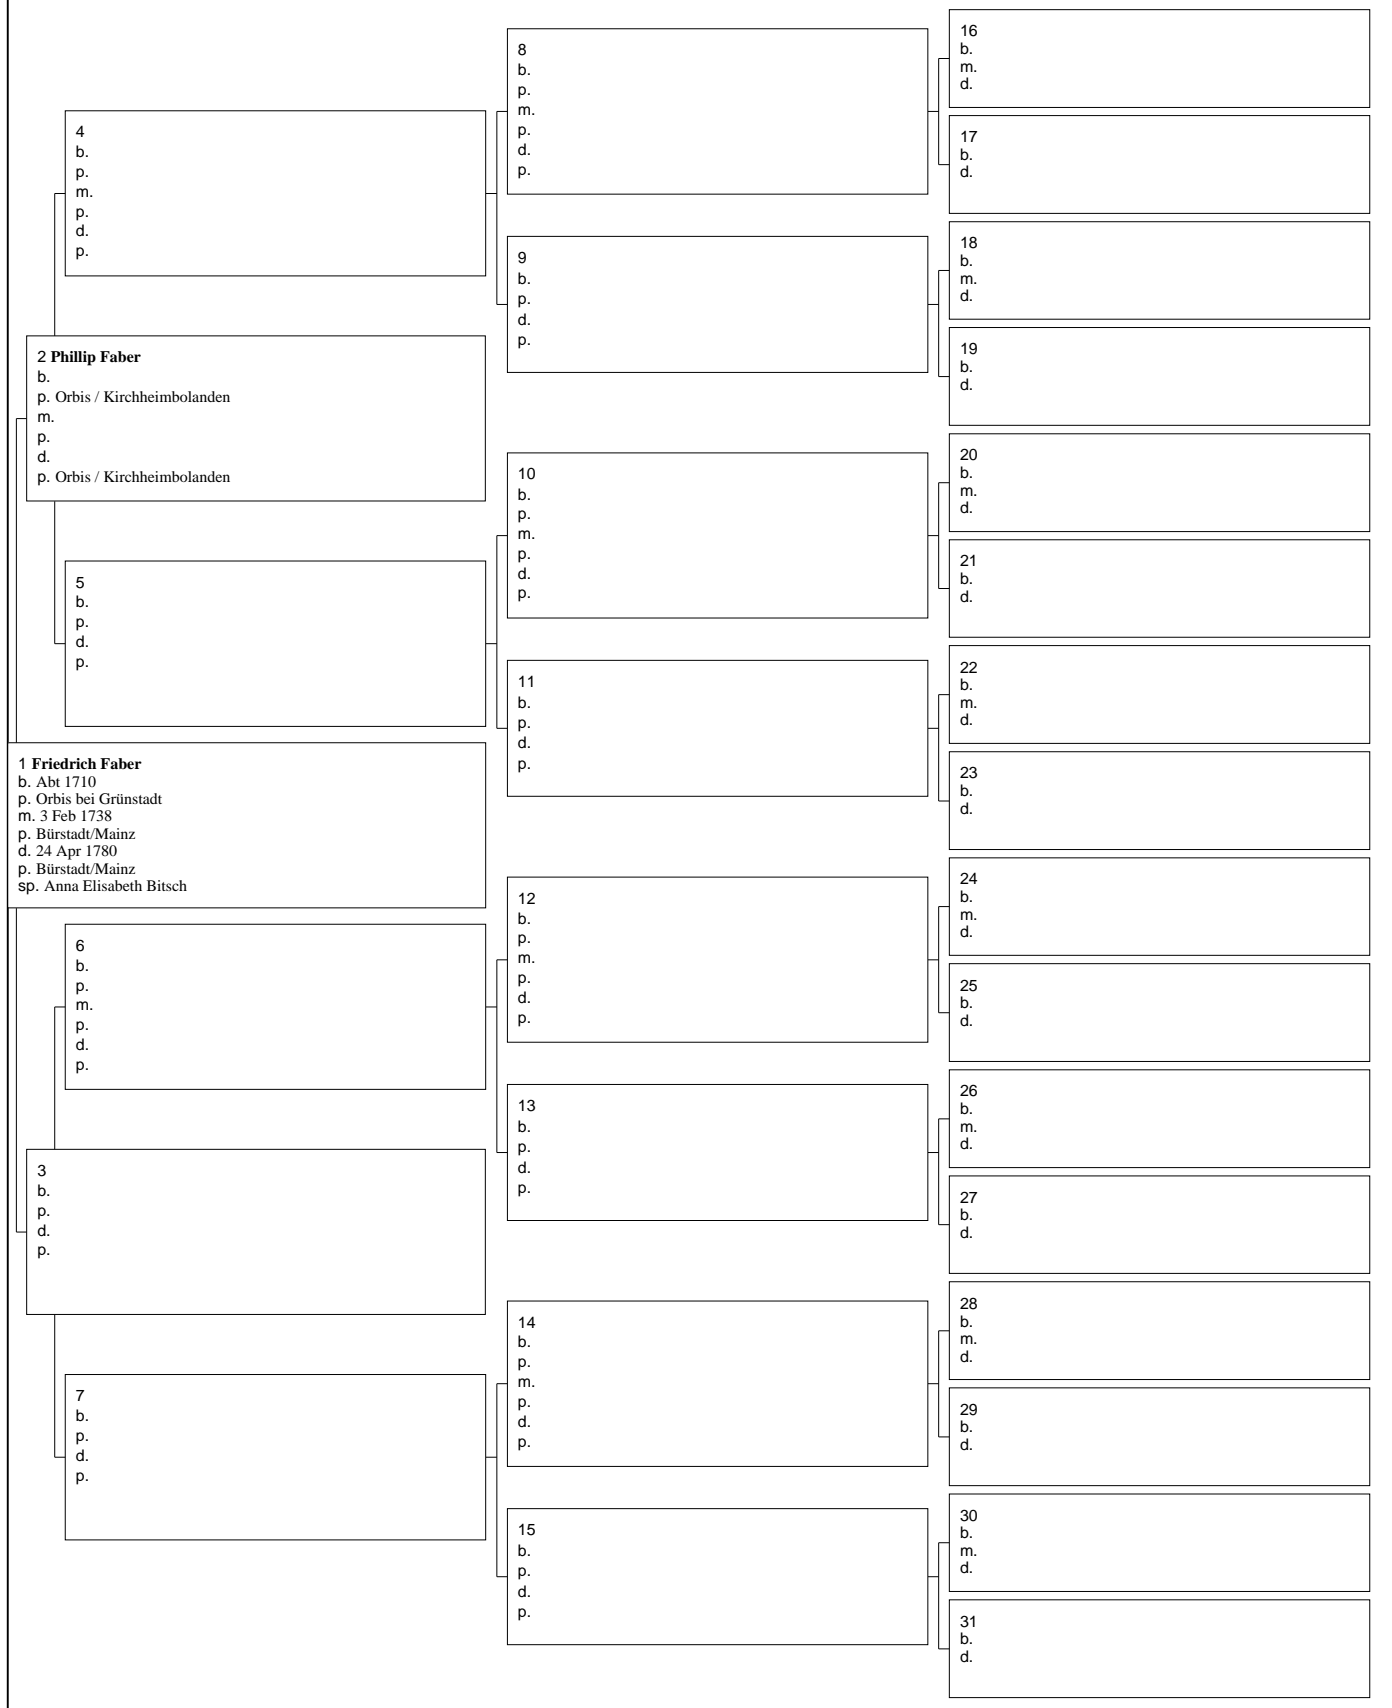 16
b.
m.
d.
8
b.
p.
m.
p.
d.
p.
17
b.
d.
4
b.
p.
m.
p.
d.
p.
18
b.
m.
d.
9
b.
p.
d.
p.
19
b.
d.
2 Phillip Faber
b.
p. Orbis / Kirchheimbolanden
m.
p.
d.
p. Orbis / Kirchheimbolanden
20
b.
m.
d.
10
b.
p.
m.
p.
d.
p.
21
b.
d.
5
b.
p.
d.
p.
22
b.
m.
d.
11
b.
p.
d.
p.
23
b.
d.
1 Friedrich Faber
b. Abt 1710
p. Orbis bei Grünstadt
m. 3 Feb 1738
p. Bürstadt/Mainz
d. 24 Apr 1780
p. Bürstadt/Mainz
sp. Anna Elisabeth Bitsch
24
b.
m.
d.
12
b.
p.
m.
p.
d.
p.
25
b.
d.
6
b.
p.
m.
p.
d.
p.
26
b.
m.
d.
13
b.
p.
d.
p.
27
b.
d.
3
b.
p.
d.
p.
28
b.
m.
d.
14
b.
p.
m.
p.
d.
p.
29
b.
d.
7
b.
p.
d.
p.
30
b.
m.
d.
15
b.
p.
d.
p.
31
b.
d.